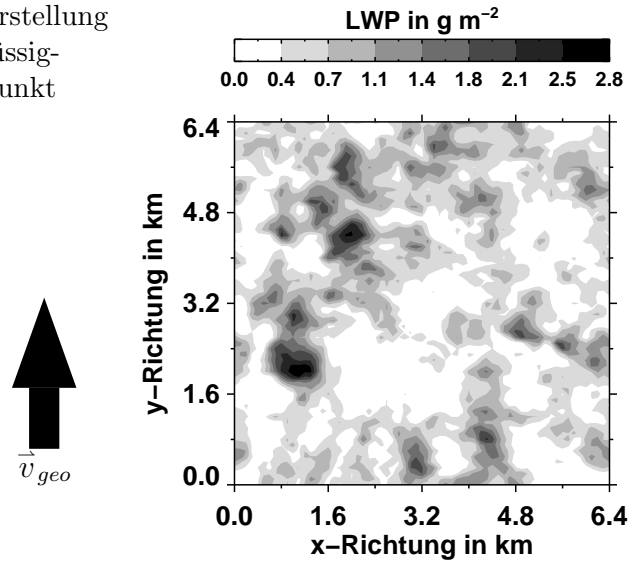 rstellung
issig-
unkt
LWP in g m−2
0.0 0.4 0.7 1.1 1.4 1.8 2.1 2.5 2.8
6.4
4.8
3.2
1.6
0.0
y−Richtung in km
0.0 1.6 3.2 4.8 6.4
x−Richtung in km
v geo